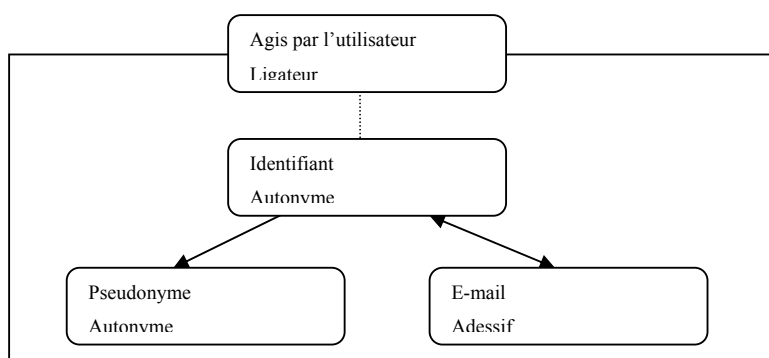 Agis par l’utilisateur
Ligateur
Identifiant
Autonyme
Pseudonyme
Autonyme
E-mail
Adessif